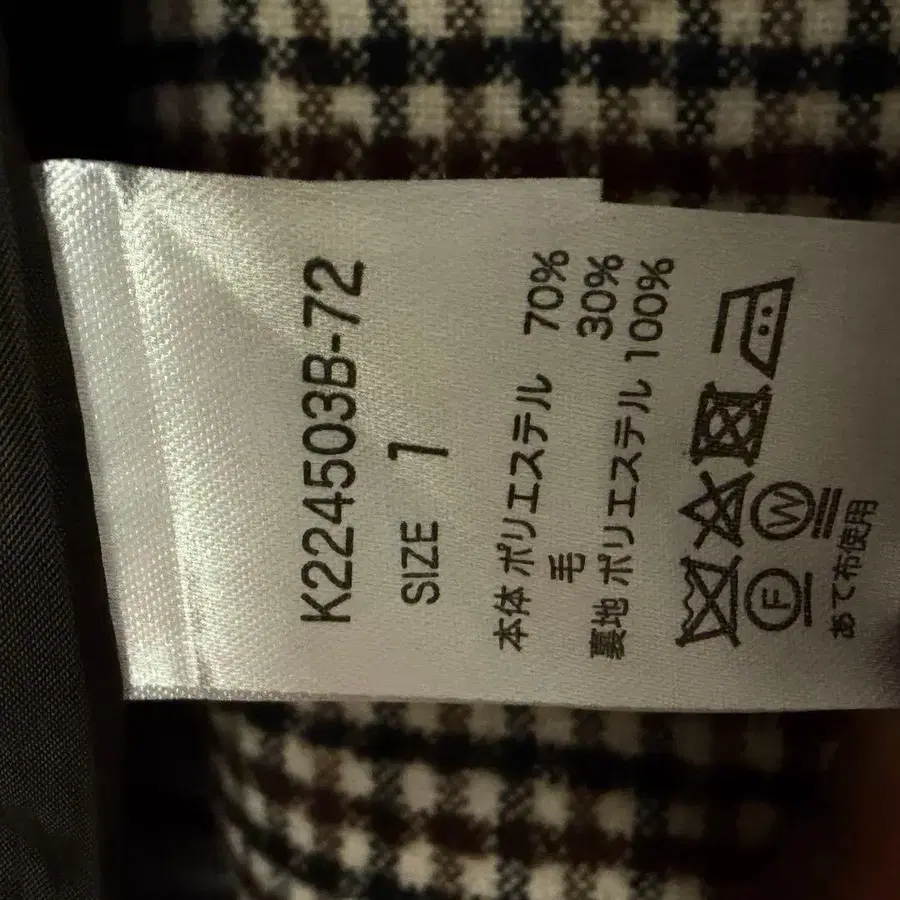 K224503B-72
SIZE 1
本体 ポリエステル 70%
毛 30%
裏地 ポリエステル 100%
F W
あて布使用